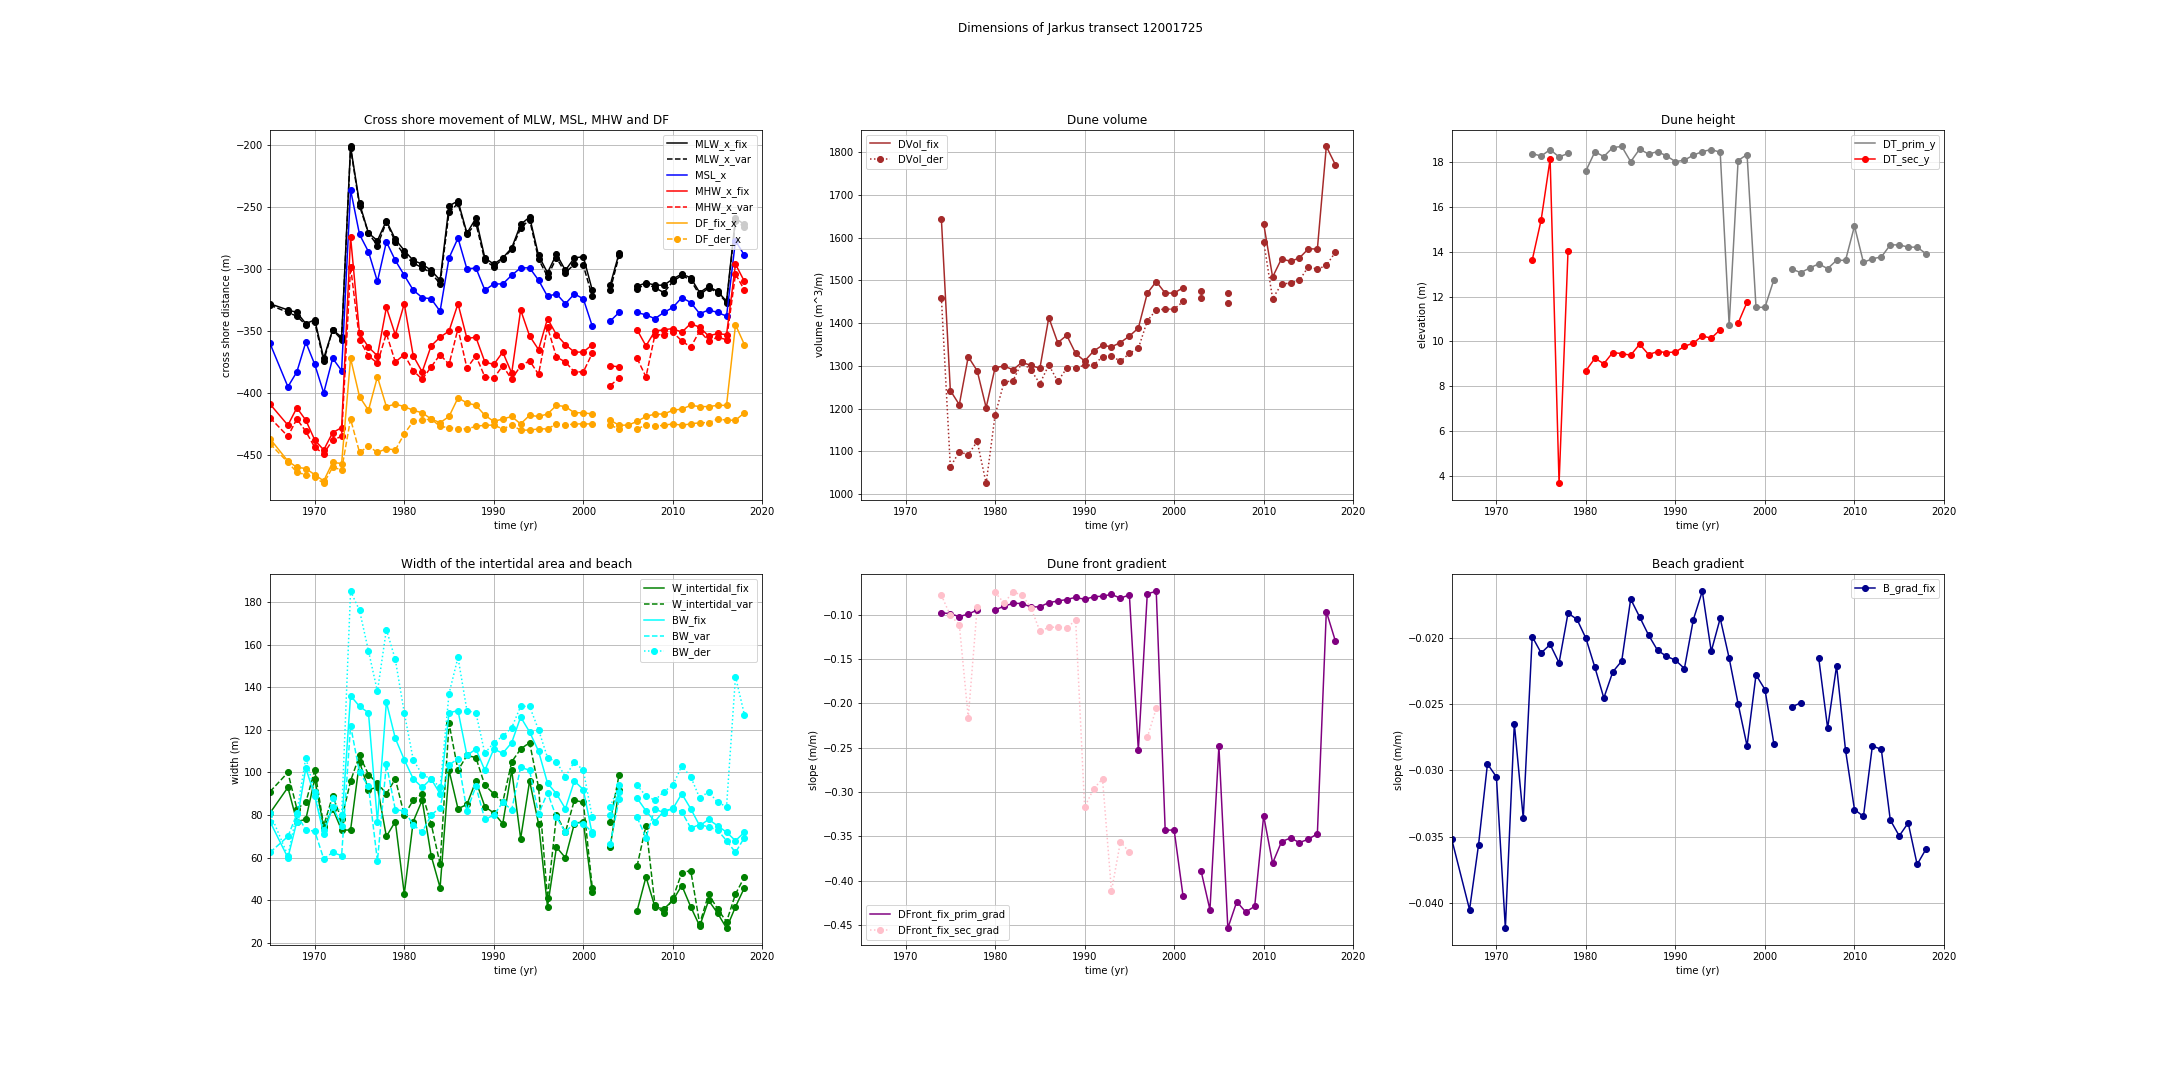 Dimensions of Jarkus transect 12001725
Cross shore movement of MLW, MSL, MHW and DF
cross shore distance (m)
−200
−250
−300
−350
−400
−450
MLW_x_fix
MLW_x_var
MSL_x
MHW_x_fix
MHW_x_var
DF_fix_x
DF_der_x
1970 1980 1990 2000 2010 2020
time (yr)
Dune volume
volume (m^3/m)
1800
1700
1600
1500
1400
1300
1200
1100
1000
DVol_fix
DVol_der
1970 1980 1990 2000 2010 2020
time (yr)
Dune height
elevation (m)
18
16
14
12
10
8
6
4
DT_prim_y
DT_sec_y
1970 1980 1990 2000 2010 2020
time (yr)
Width of the intertidal area and beach
width (m)
180
160
140
120
100
80
60
40
20
W_intertidal_fix
W_intertidal_var
BW_fix
BW_var
BW_der
1970 1980 1990 2000 2010 2020
time (yr)
Dune front gradient
slope (m/m)
−0.10
−0.15
−0.20
−0.25
−0.30
−0.35
−0.40
−0.45
DFront_fix_prim_grad
DFront_fix_sec_grad
1970 1980 1990 2000 2010 2020
time (yr)
Beach gradient
slope (m/m)
−0.020
−0.025
−0.030
−0.035
−0.040
B_grad_fix
1970 1980 1990 2000 2010 2020
time (yr)